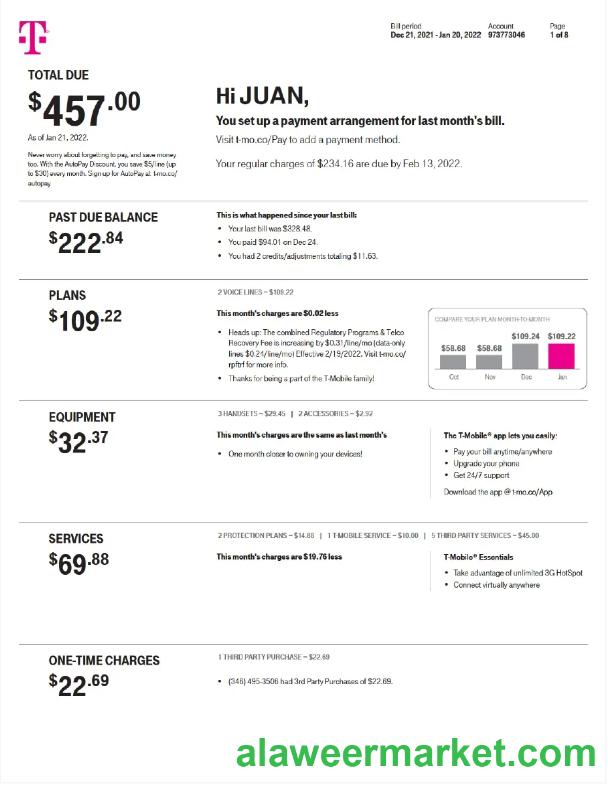 T
Bill period
Dec 21, 2021 - Jan 20, 2022
Account
973773046
Page
1 of 8
TOTAL DUE
$457.00
As of Jan 21, 2022.
Never worry about forgetting to pay, and save money
too. With the AutoPay Discount, you save $5/line (up
to $30) every month. Sign up for AutoPay at t-mo.co/
autopay
Hi JUAN,
You set up a payment arrangement for last month's bill.
Visit t-mo.co/Pay to add a payment method.
Your regular charges of $234.16 are due by Feb 13, 2022.
PAST DUE BALANCE
$222.84
This is what happened since your last bill:
• Your last bill was $328.48.
• You paid $94.01 on Dec 24.
• You had 2 credits/adjustments totaling $11.63.
PLANS
$109.22
2 VOICE LINES – $109.22
This month's charges are $0.02 less
• Heads up: The combined Regulatory Programs & Telco
Recovery Fee is increasing by $0.31/line/mo (data-only
lines $0.24/line/mo) Effective 2/19/2022. Visit t-mo.co/
rpftrf for more info.
• Thanks for being a part of the T-Mobile family!
COMPARE YOUR PLAN MONTH-TO-MONTH
$58.68 $58.68 $109.24 $109.22
Oct Nov Dec Jan
EQUIPMENT
$32.37
3 HANDSETS – $29.45 | 2 ACCESSORIES – $2.92
This month's charges are the same as last month's
• One month closer to owning your devices!
The T-Mobile® app lets you easily:
• Pay your bill anytime/anywhere
• Upgrade your phone
• Get 24/7 support
Download the app @ t-mo.co/App
SERVICES
$69.88
2 PROTECTION PLANS – $14.88 | 1 T-MOBILE SERVICE – $10.00 | 5 THIRD PARTY SERVICES – $45.00
This month's charges are $19.76 less
T-Mobile® Essentials
• Take advantage of unlimited 3G HotSpot
• Connect virtually anywhere
ONE-TIME CHARGES
$22.69
1 THIRD PARTY PURCHASE – $22.69
• (346) 495-3506 had 3rd Party Purchases of $22.69.
alaweermarket.com